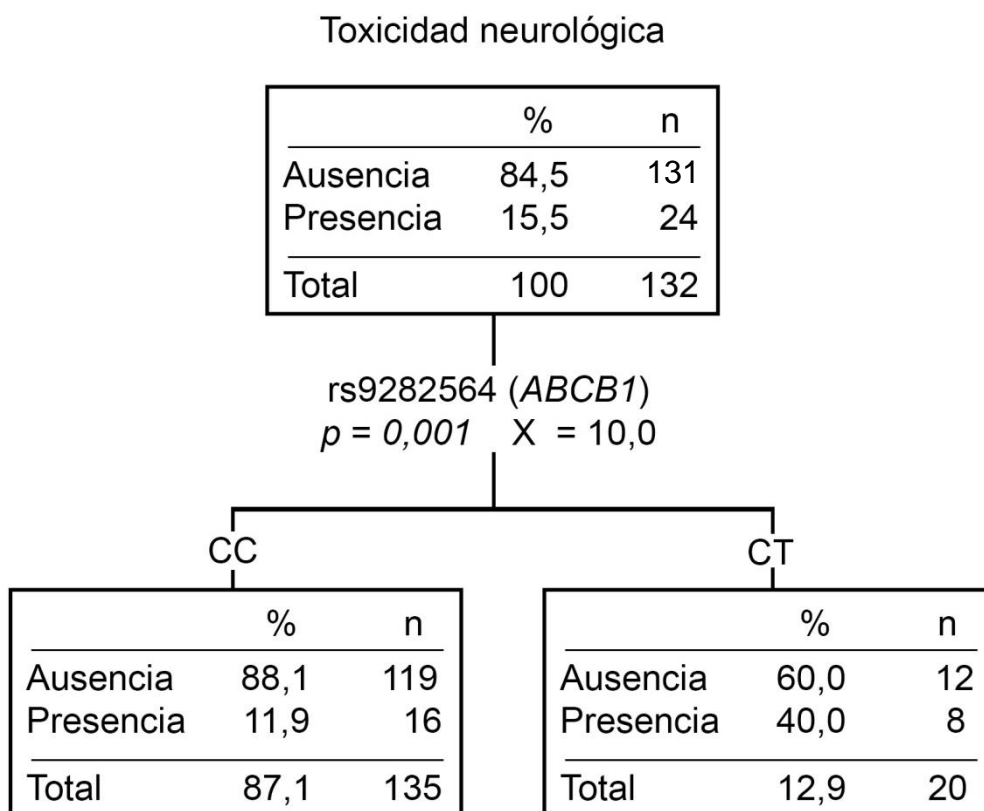 Toxicidad neurológica
% n
Ausencia 84,5 131
Presencia 15,5 24
Total 100 132
rs9282564 (ABCB1)
p = 0,001 X = 10,0
CC
% n
Ausencia 88,1 119
Presencia 11,9 16
Total 87,1 135
CT
% n
Ausencia 60,0 12
Presencia 40,0 8
Total 12,9 20